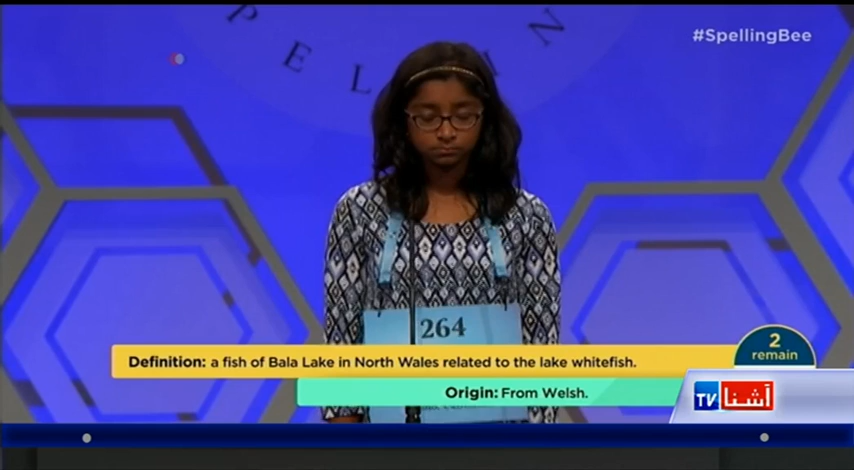 #SpellingBee
P E L I N
264
2
remain
Definition: a fish of Bala Lake in North Wales related to the lake whitefish.
Origin: From Welsh.
TV آشنا